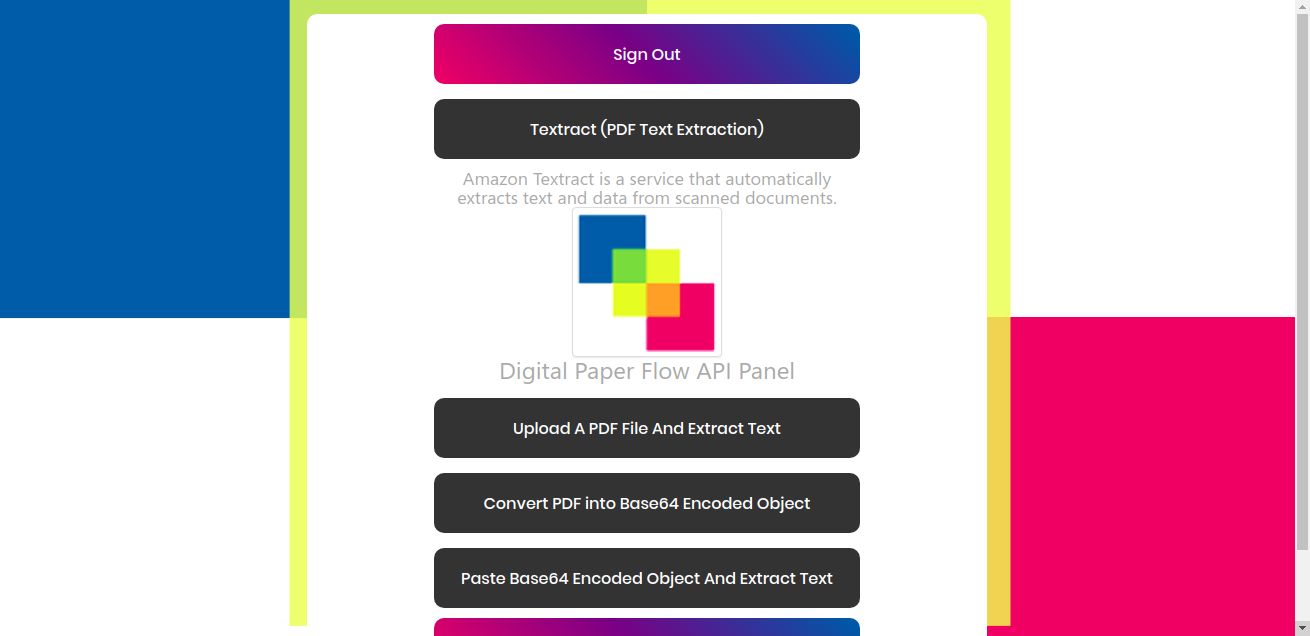 Sign Out
Textract (PDF Text Extraction)
Amazon Textract is a service that automatically
extracts text and data from scanned documents.
Digital Paper Flow API Panel
Upload A PDF File And Extract Text
Convert PDF into Base64 Encoded Object
Paste Base64 Encoded Object And Extract Text